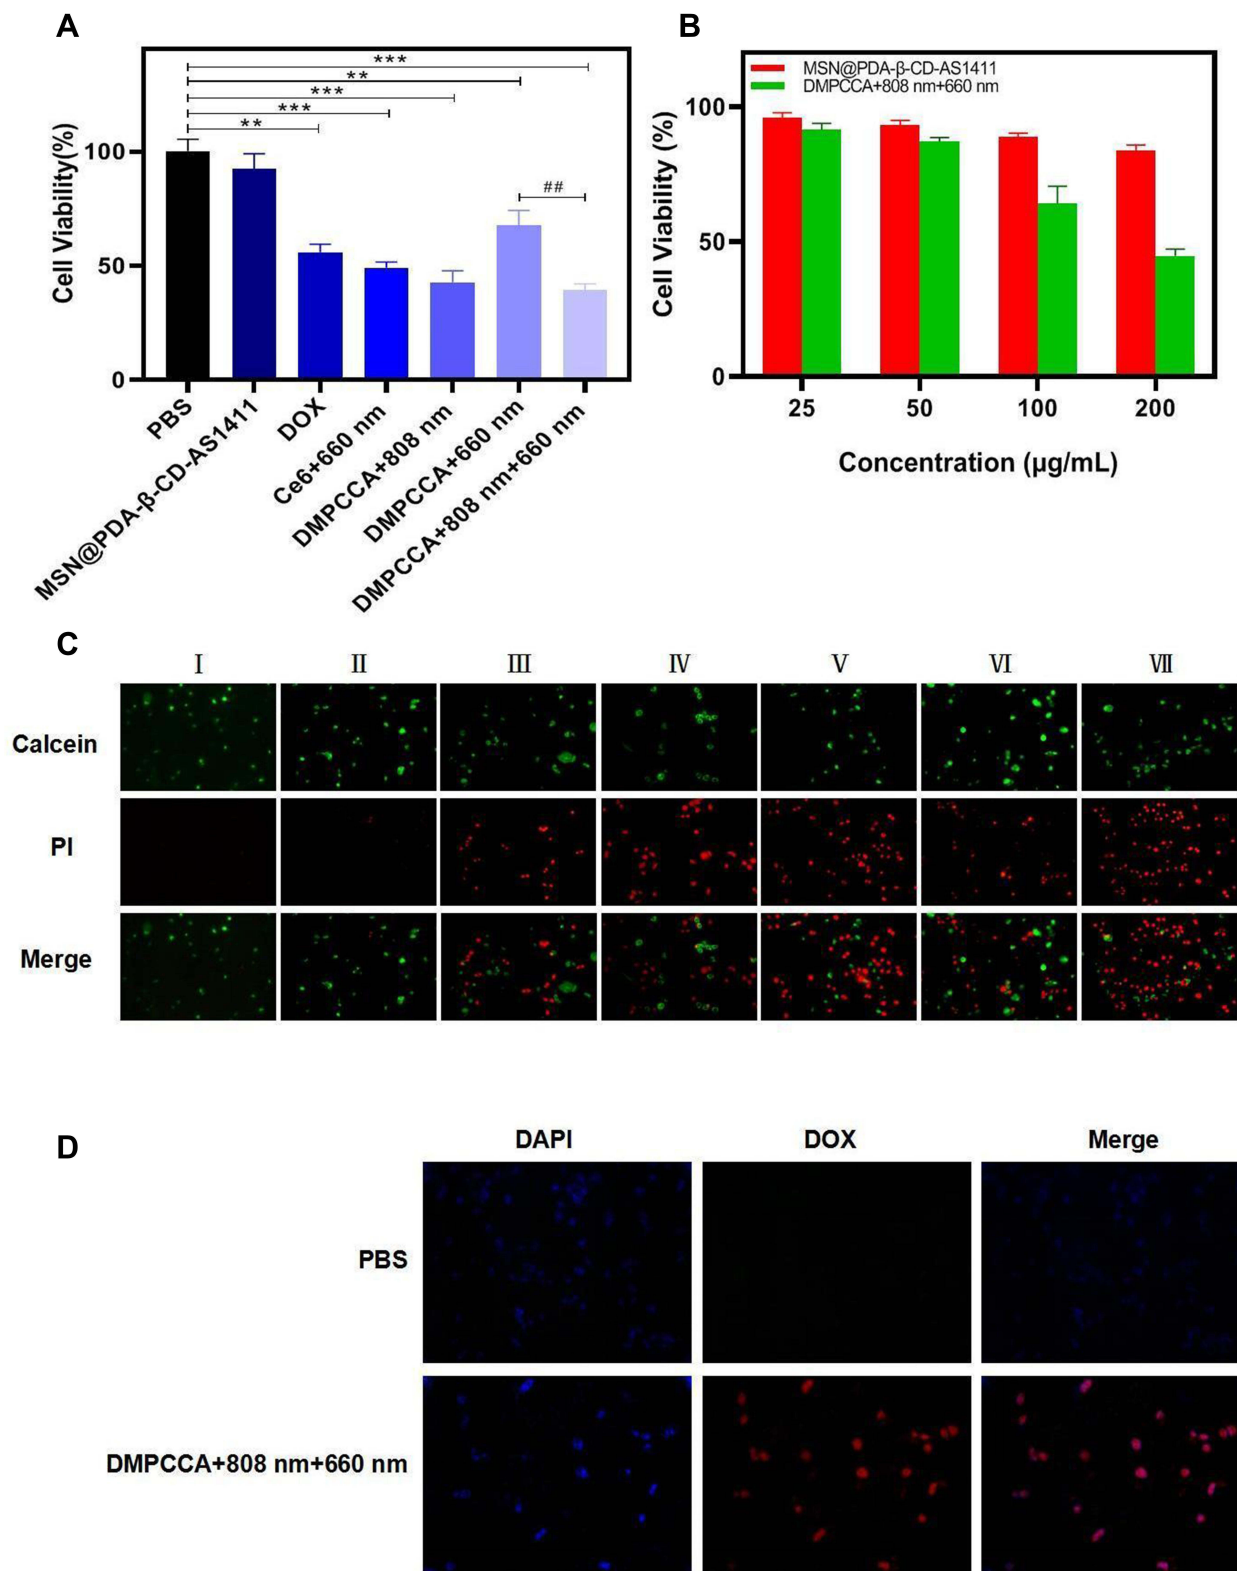 A
***
**
***
***
**
##
Cell Viability(%)
100
50
0
PBS
MSN@PDA-β-CD-AS1411
DOX
Ce6+660 nm
DMPCCA+808 nm
DMPCCA+660 nm
DMPCCA+808 nm+660 nm
B
MSN@PDA-β-CD-AS1411
DMPCCA+808 nm+660 nm
Cell Viability (%)
100
50
0
25 50 100 200
Concentration (μg/mL)
C
Ⅰ Ⅱ Ⅲ Ⅳ Ⅴ Ⅵ Ⅶ
Calcein
PI
Merge
D
DAPI DOX Merge
PBS
DMPCCA+808 nm+660 nm